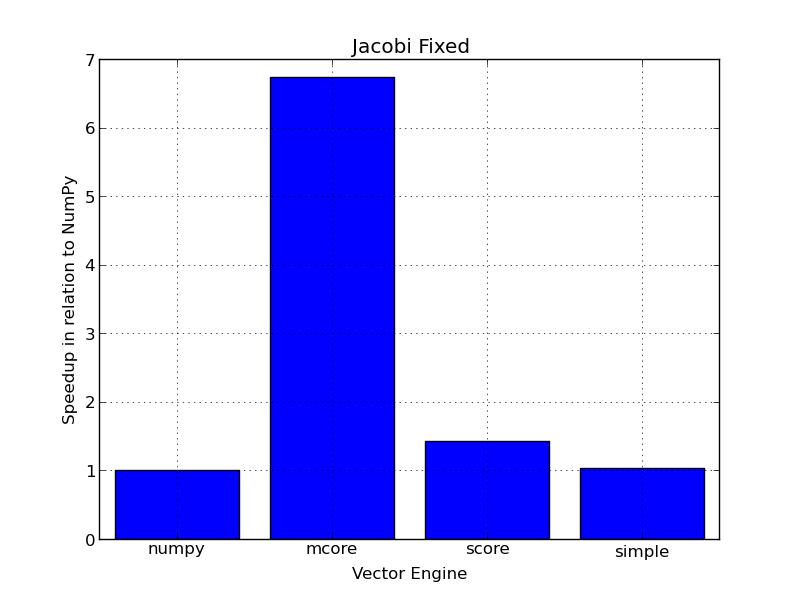 Jacobi Fixed
Speedup in relation to NumPy
7
6
5
4
3
2
1
0
numpy mcore score simple
Vector Engine